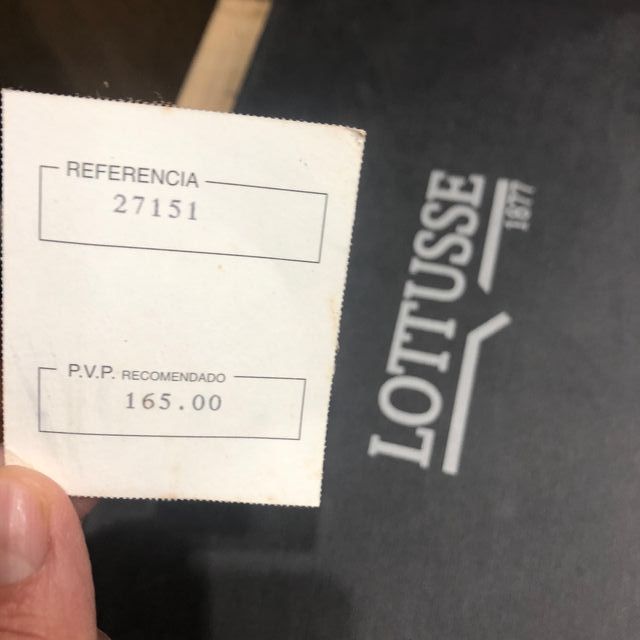 REFERENCIA
27151
P.V.P. RECOMENDADO
165.00
LOTTUSSE
1877